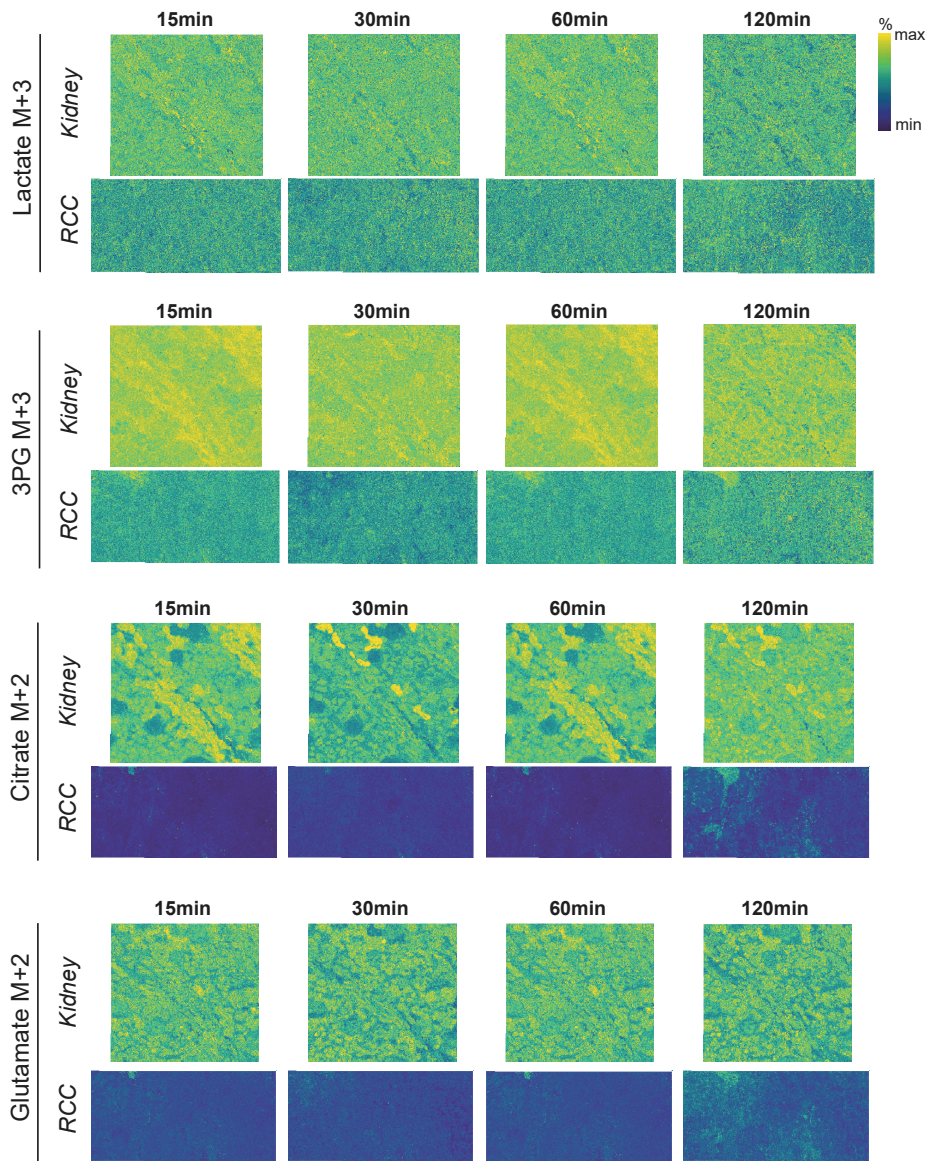 15min 30min 60min 120min
%
max
min
Lactate M+3
Kidney
RCC
15min 30min 60min 120min
3PG M+3
Kidney
RCC
15min 30min 60min 120min
Citrate M+2
Kidney
RCC
15min 30min 60min 120min
Glutamate M+2
Kidney
RCC